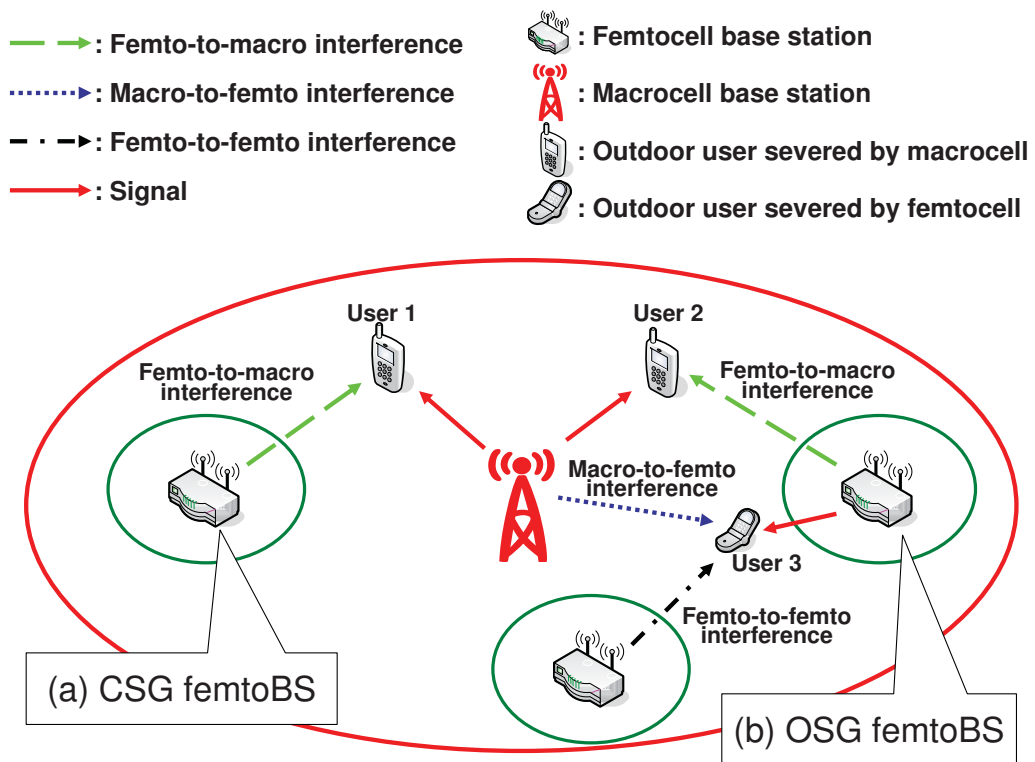 : Femto-to-macro interference
: Macro-to-femto interference
: Femto-to-femto interference
: Signal
: Femtocell base station
: Macrocell base station
: Outdoor user severed by macrocell
: Outdoor user severed by femtocell
User 1
User 2
Femto-to-macro
interference
Femto-to-macro
interference
Macro-to-femto
interference
User 3
Femto-to-femto
interference
(a) CSG femtoBS
(b) OSG femtoBS